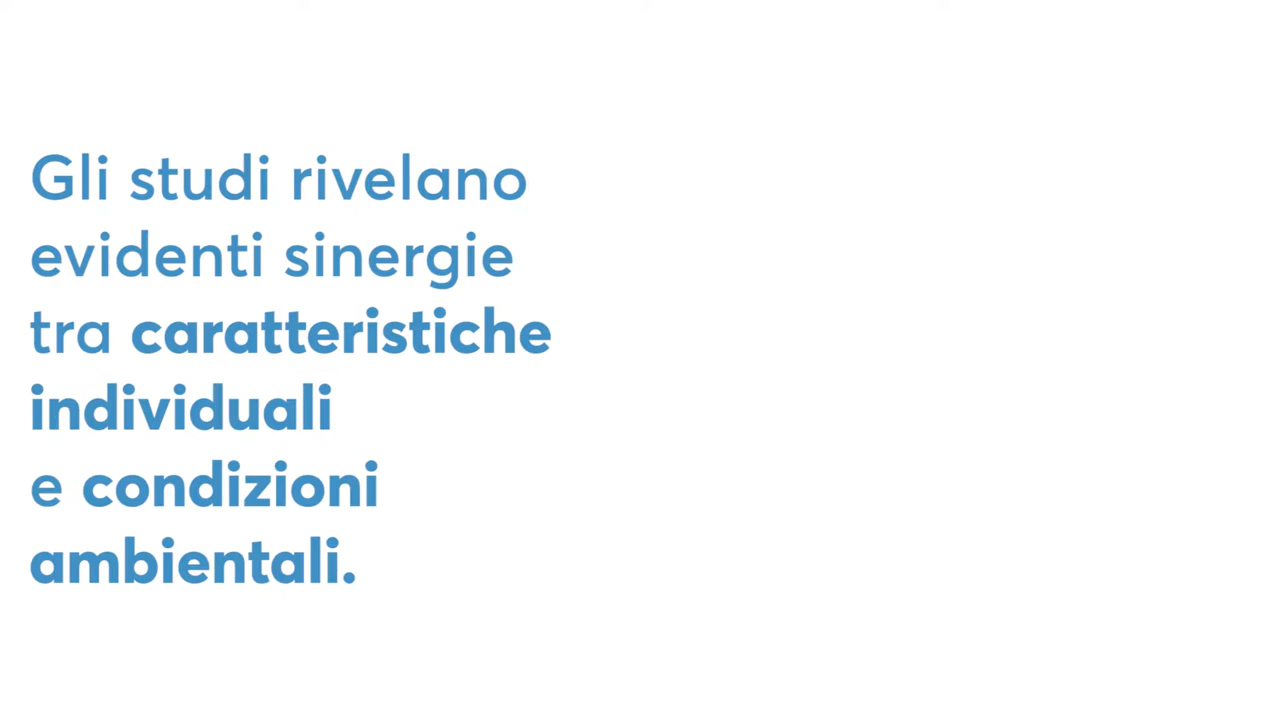 Gli studi rivelano
evidenti sinergie
tra caratteristiche
individuali
e condizioni
ambientali.